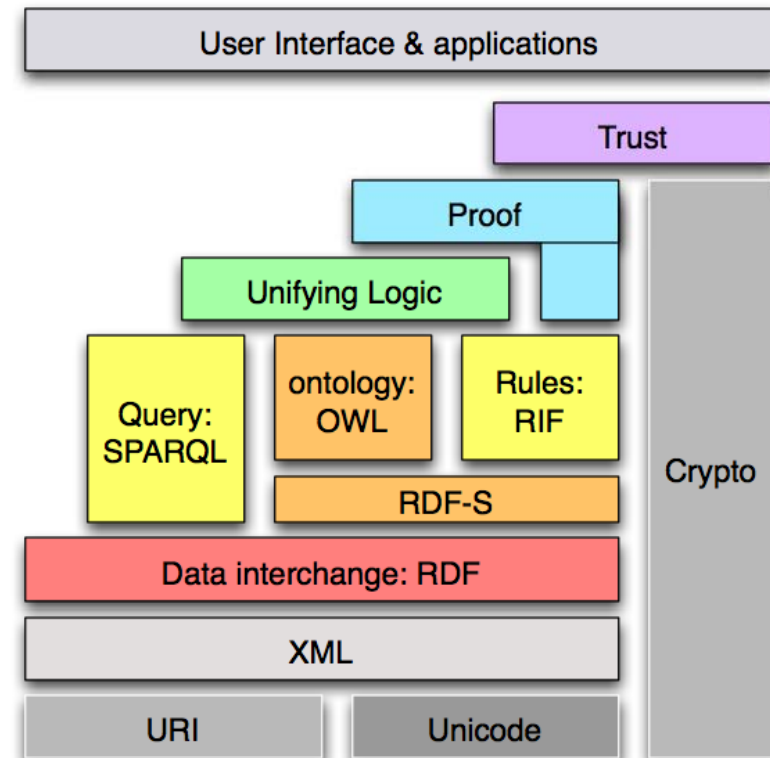 User Interface & applications
Trust
Proof
Unifying Logic
ontology:
OWL
Rules:
RIF
Query:
SPARQL
Crypto
RDF-S
Data interchange: RDF
XML
URI
Unicode